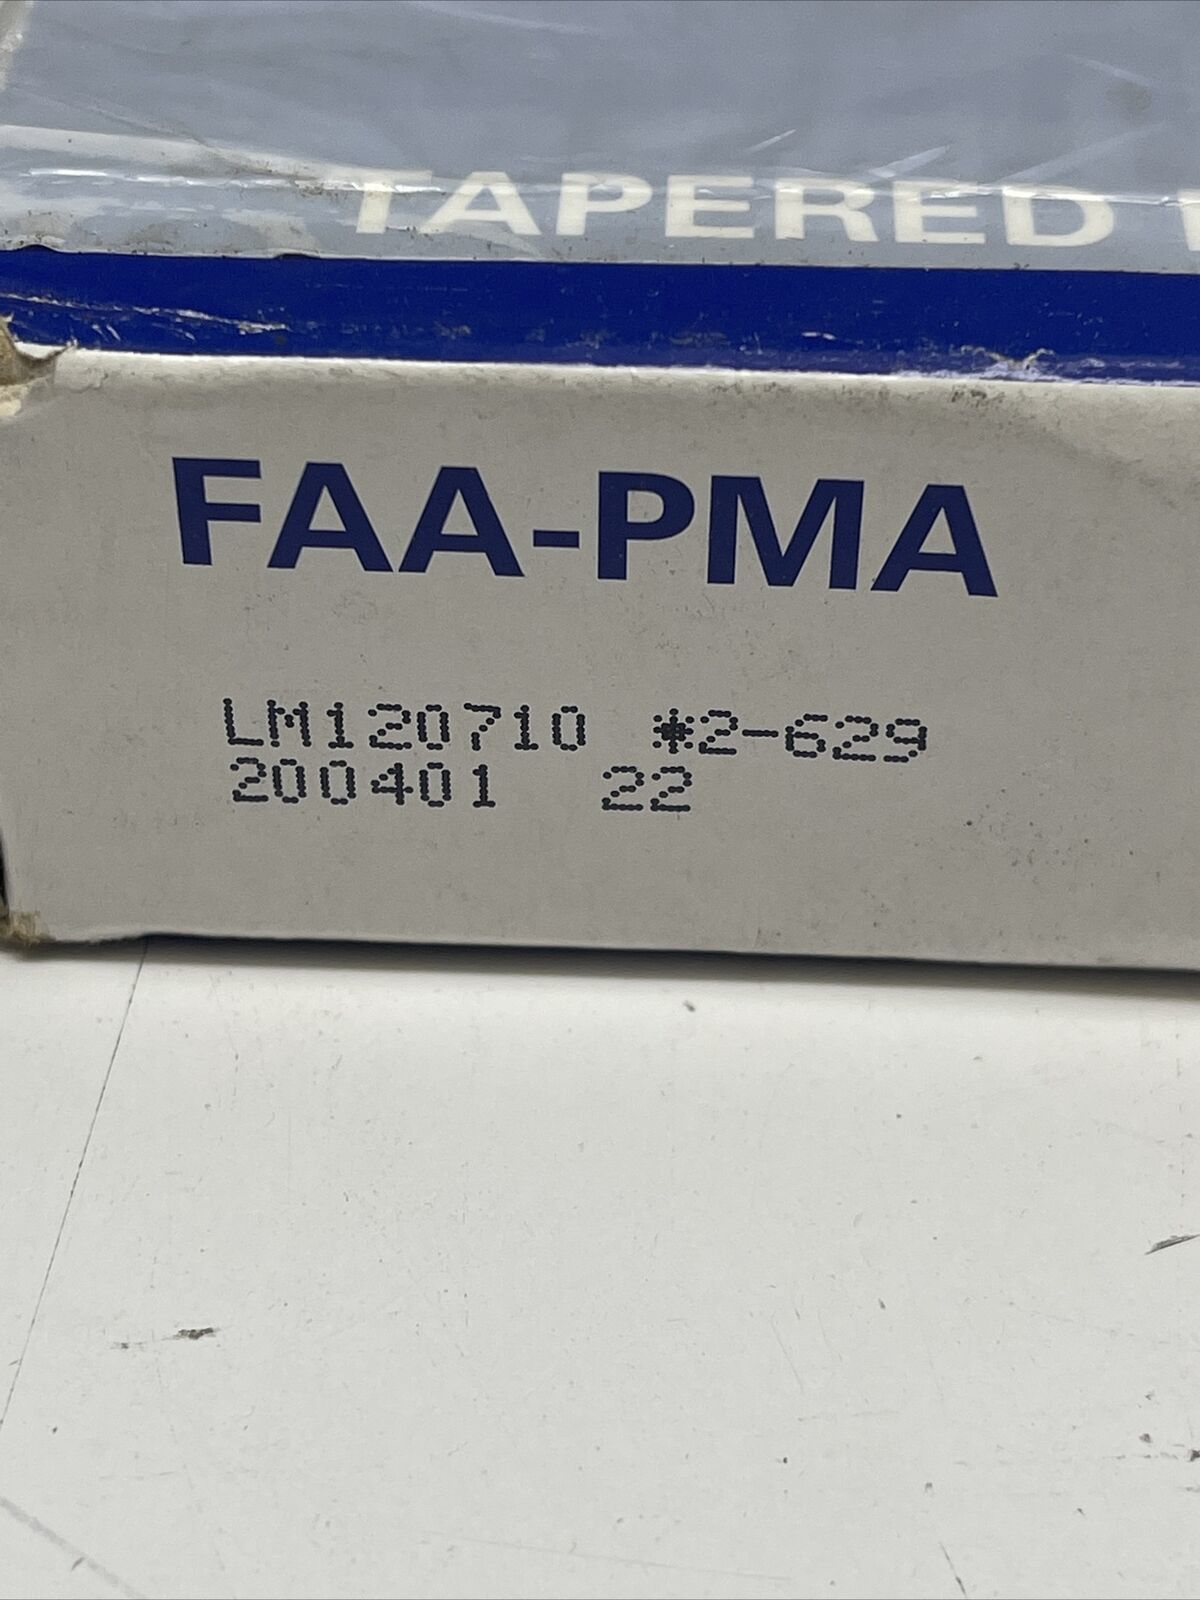 TAPERED
FAA-PMA
LM120710 *2-629
200401 22